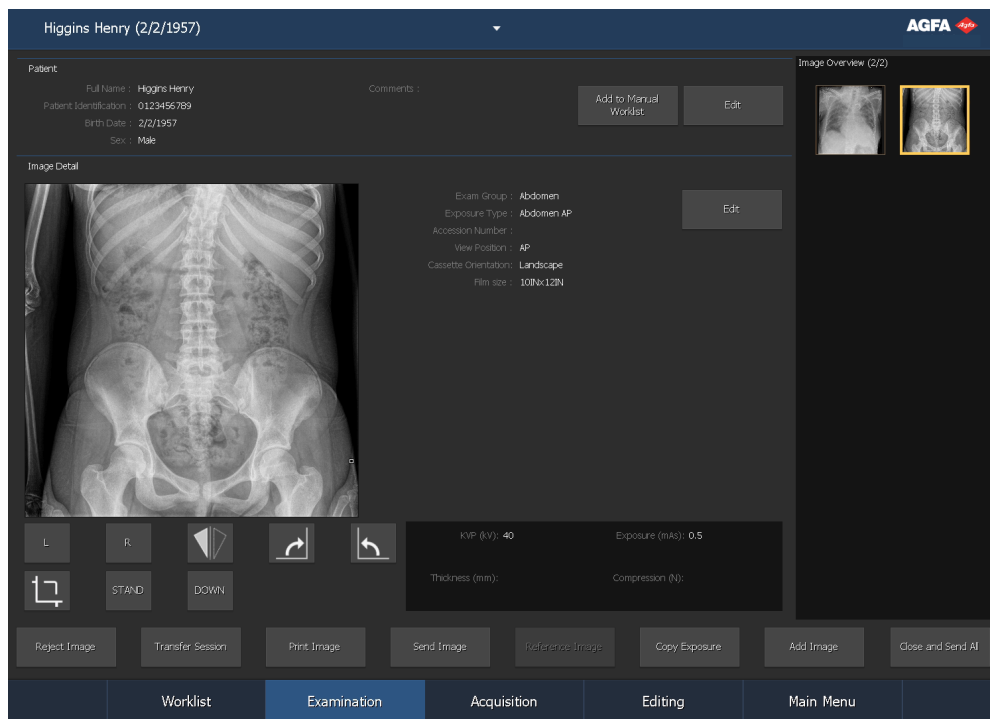 Higgins Henry (2/2/1957)
AGFA
Patient
Full Name : Higgins Henry
Comments :
Patient Identification : 0123456789
Birth Date : 2/2/1957
Sex : Male
Add to Manual
Worklist
Edit
Image Overview (2/2)
Image Detail
Exam Group : Abdomen
Exposure Type : Abdomen AP
Accession Number :
View Position : AP
Cassette Orientation: Landscape
Film size : 10INx12IN
Edit
L
R
STAND
DOWN
KVP (kV): 40
Exposure (mAs): 0.5
Thickness (mm):
Compression (N):
Reject Image
Transfer Session
Print Image
Send Image
Reference Image
Copy Exposure
Add Image
Close and Send All
Worklist
Examination
Acquisition
Editing
Main Menu